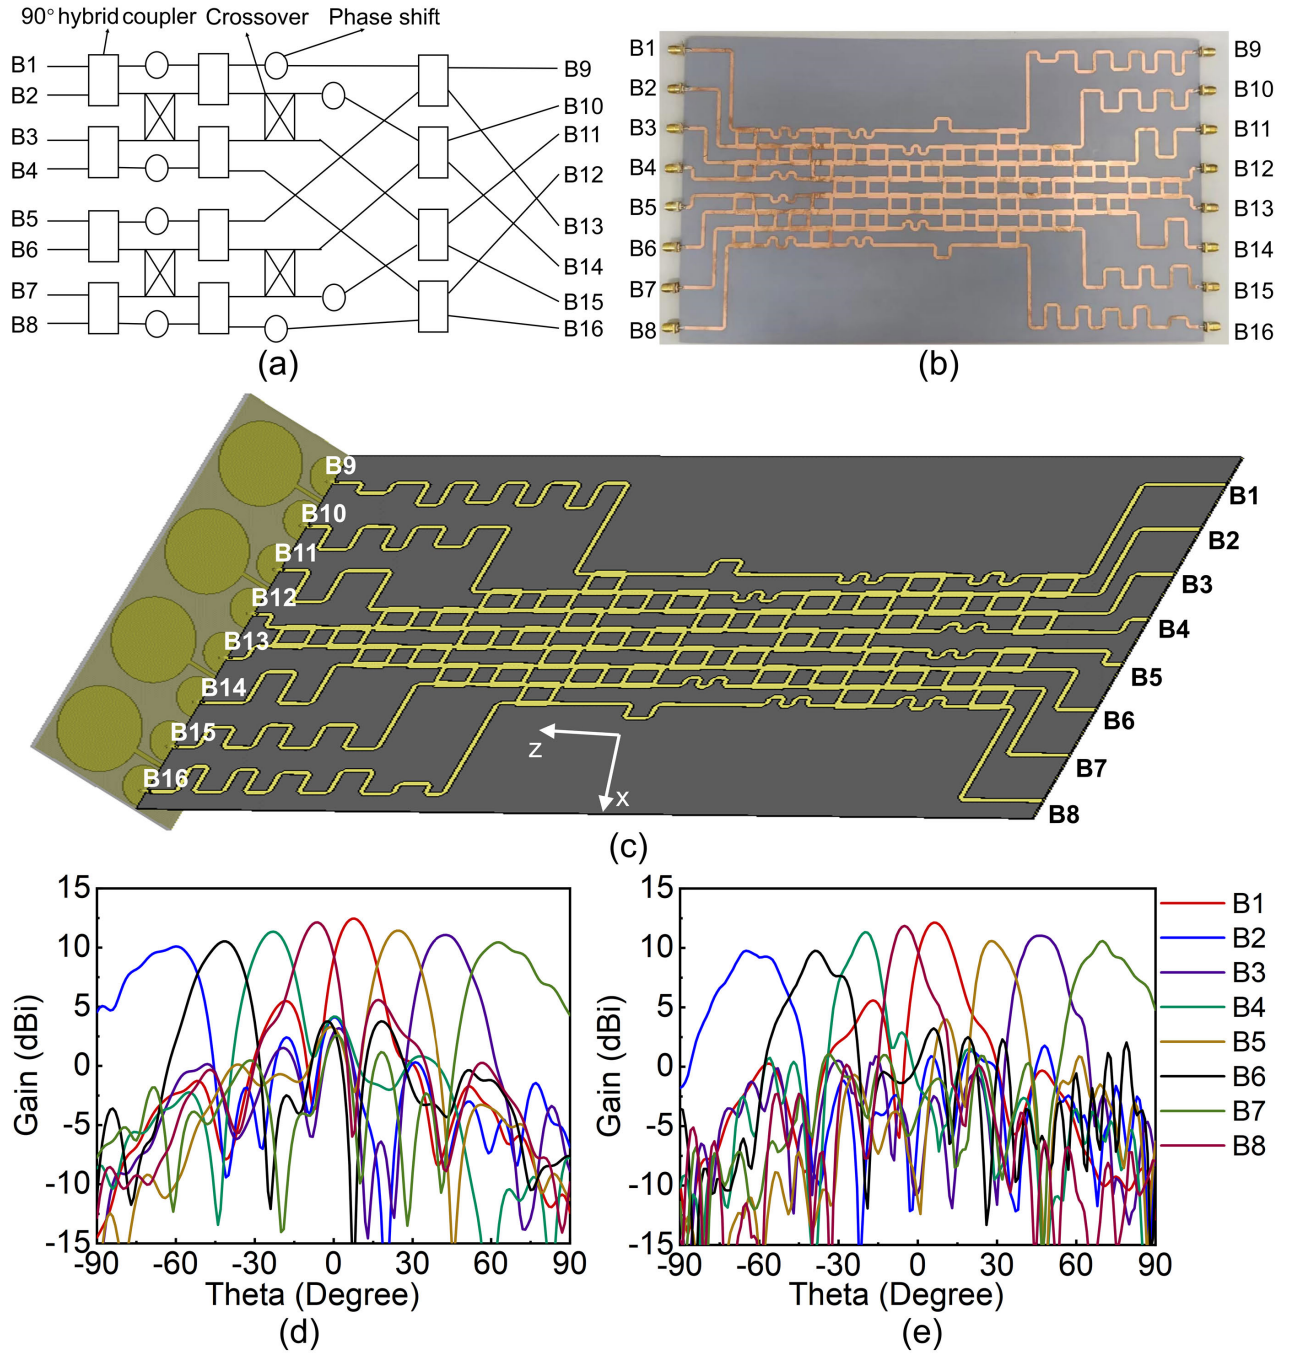 90° hybrid coupler Crossover Phase shift
B1
B2
B3
B4
B5
B6
B7
B8
B9
B10
B11
B12
B13
B14
B15
B16
(a)
B1
B2
B3
B4
B5
B6
B7
B8
B9
B10
B11
B12
B13
B14
B15
B16
(b)
B9
B10
B11
B12
B13
B14
B15
B16
B1
B2
B3
B4
B5
B6
B7
B8
z
x
(c)
Gain (dBi)
15
10
5
0
-5
-10
-15
-90 -60 -30 0 30 60 90
Theta (Degree)
(d)
Gain (dBi)
15
10
5
0
-5
-10
-15
-90 -60 -30 0 30 60 90
Theta (Degree)
(e)
B1
B2
B3
B4
B5
B6
B7
B8